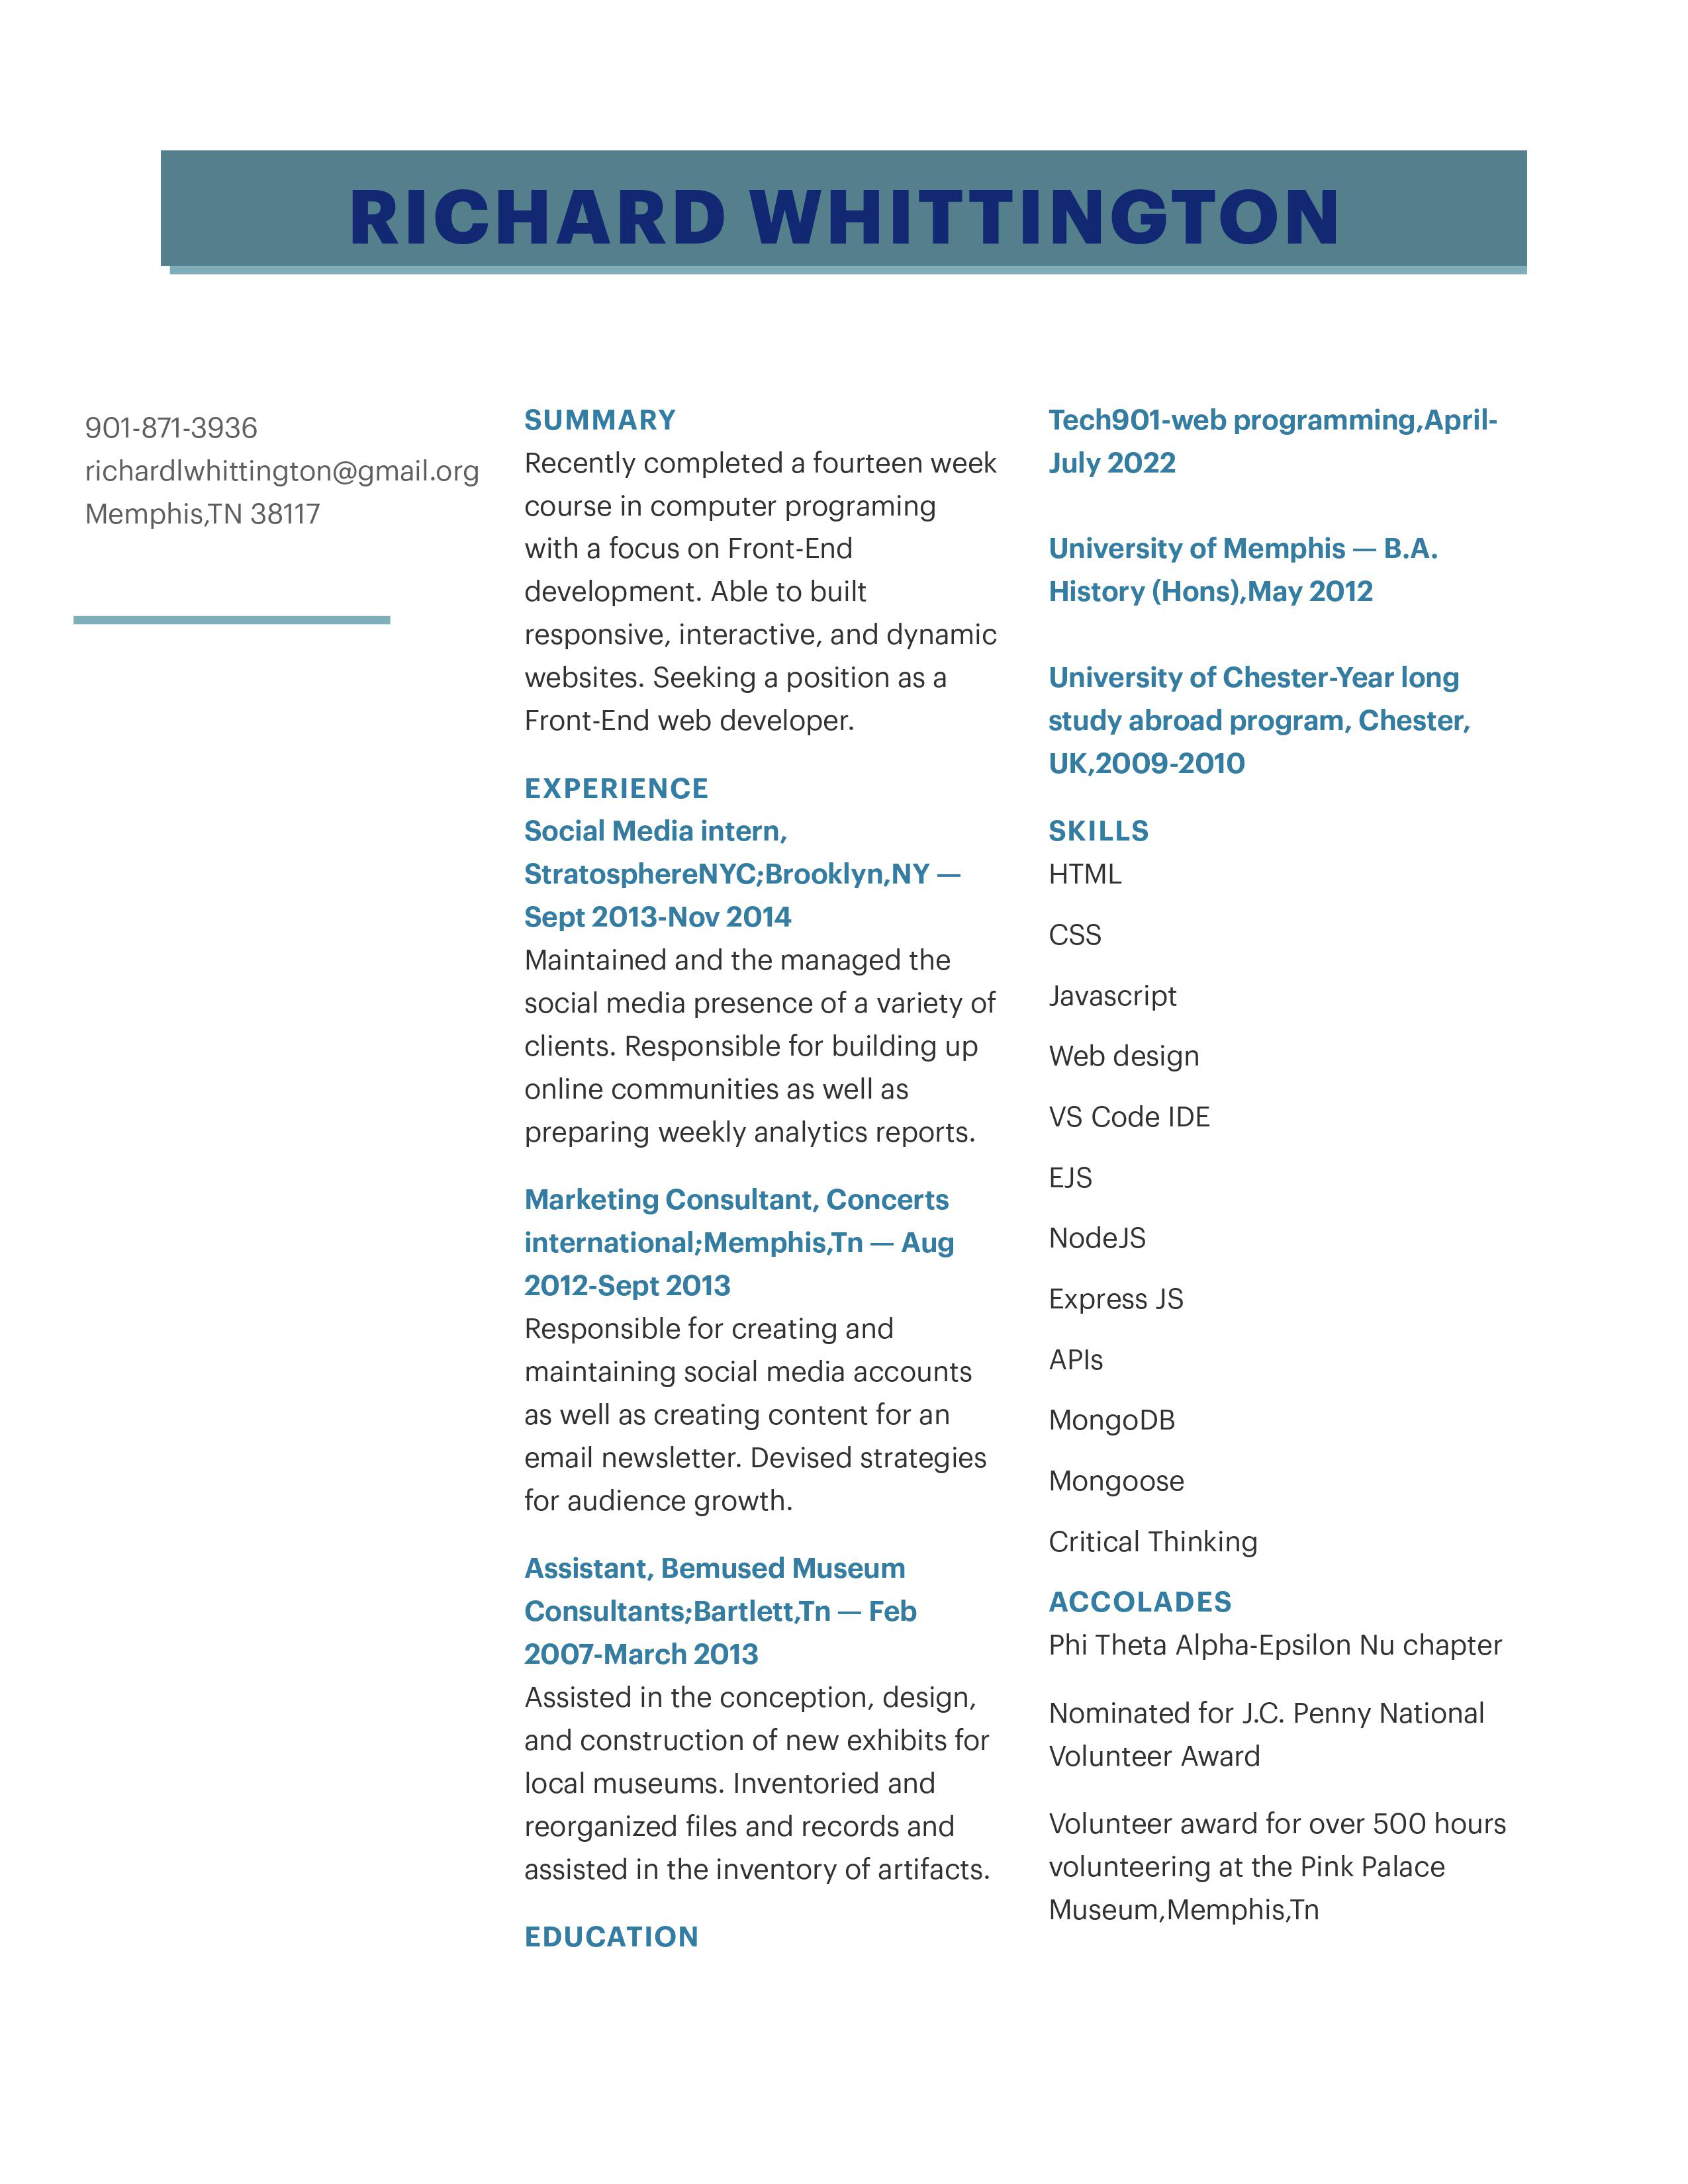 RICHARD WHITTINGTON
901-871-3936
richardlwhittington@gmail.org
Memphis,TN 38117
SUMMARY
Recently completed a fourteen week
course in computer programing
with a focus on Front-End
development. Able to built
responsive, interactive, and dynamic
websites. Seeking a position as a
Front-End web developer.
EXPERIENCE
Social Media intern,
StratosphereNYC;Brooklyn,NY —
Sept 2013-Nov 2014
Maintained and the managed the
social media presence of a variety of
clients. Responsible for building up
online communities as well as
preparing weekly analytics reports.
Marketing Consultant, Concerts
international;Memphis,Tn — Aug
2012-Sept 2013
Responsible for creating and
maintaining social media accounts
as well as creating content for an
email newsletter. Devised strategies
for audience growth.
Assistant, Bemused Museum
Consultants;Bartlett,Tn — Feb
2007-March 2013
Assisted in the conception, design,
and construction of new exhibits for
local museums. Inventoried and
reorganized files and records and
assisted in the inventory of artifacts.
EDUCATION
Tech901-web programming,April-
July 2022
University of Memphis — B.A.
History (Hons),May 2012
University of Chester-Year long
study abroad program, Chester,
UK,2009-2010
SKILLS
HTML
CSS
Javascript
Web design
VS Code IDE
EJS
NodeJS
Express JS
APIs
MongoDB
Mongoose
Critical Thinking
ACCOLADES
Phi Theta Alpha-Epsilon Nu chapter
Nominated for J.C. Penny National
Volunteer Award
Volunteer award for over 500 hours
volunteering at the Pink Palace
Museum,Memphis,Tn